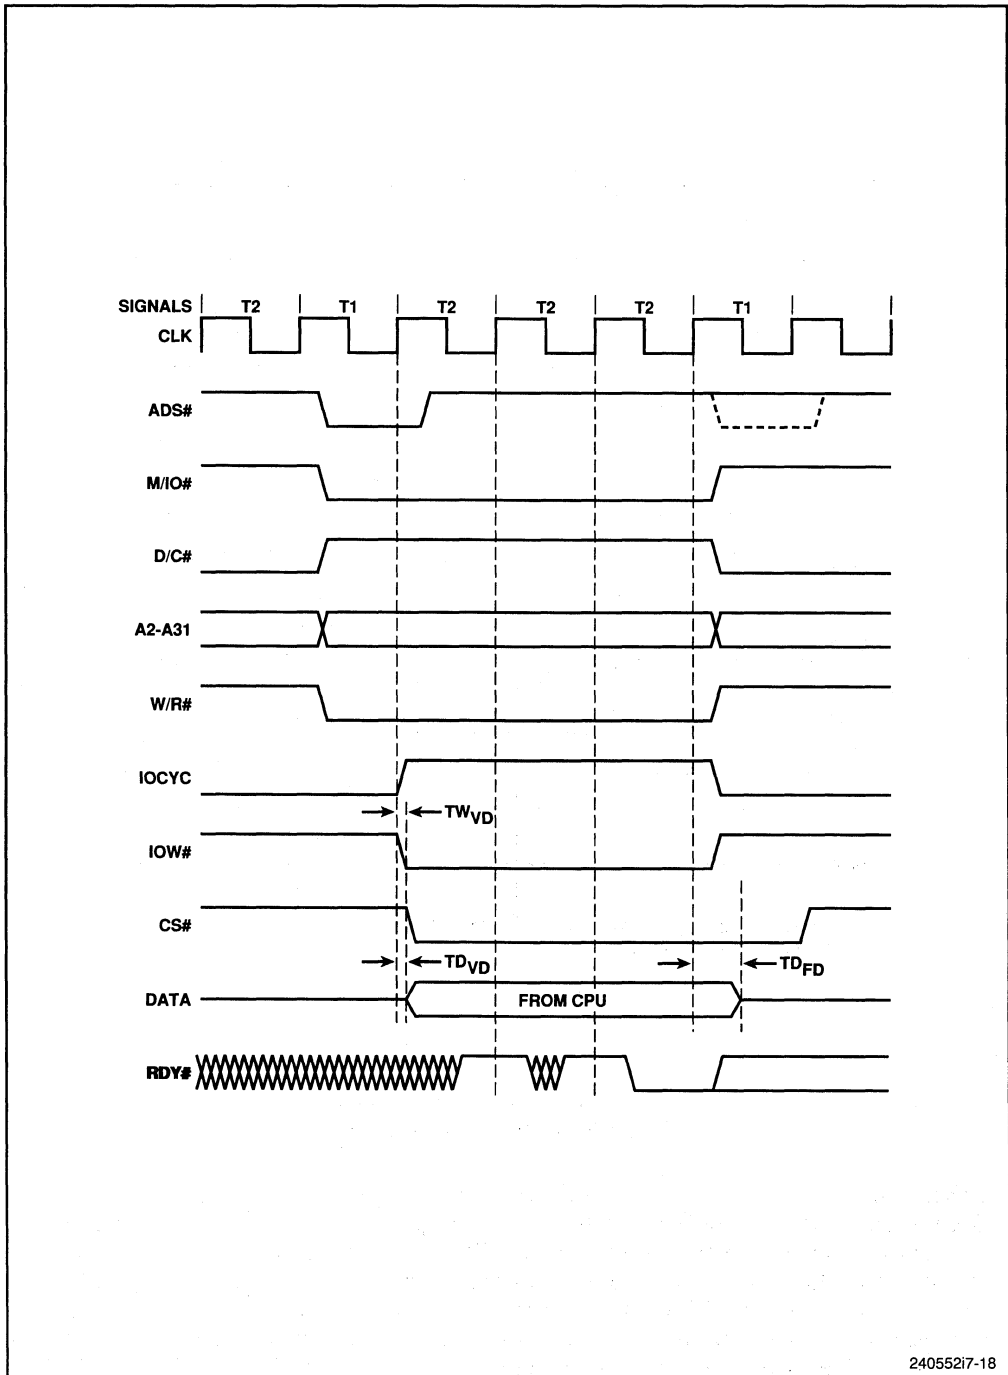 SIGNALS T2 T1 T2 T2 T2 T1
CLK
ADS#
M/IO#
D/C#
A2-A31
W/R#
IOCYC
TWVD
IOW#
CS#
TDVD TDFD
DATA FROM CPU
RDY#
240552i7-18